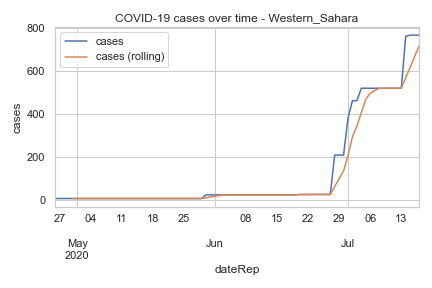 COVID-19 cases over time - Western_Sahara
cases
cases (rolling)
800
600
400
200
0
cases
27 04 11 18 25 08 15 22 29 06 13
May Jun Jul
2020
dateRep